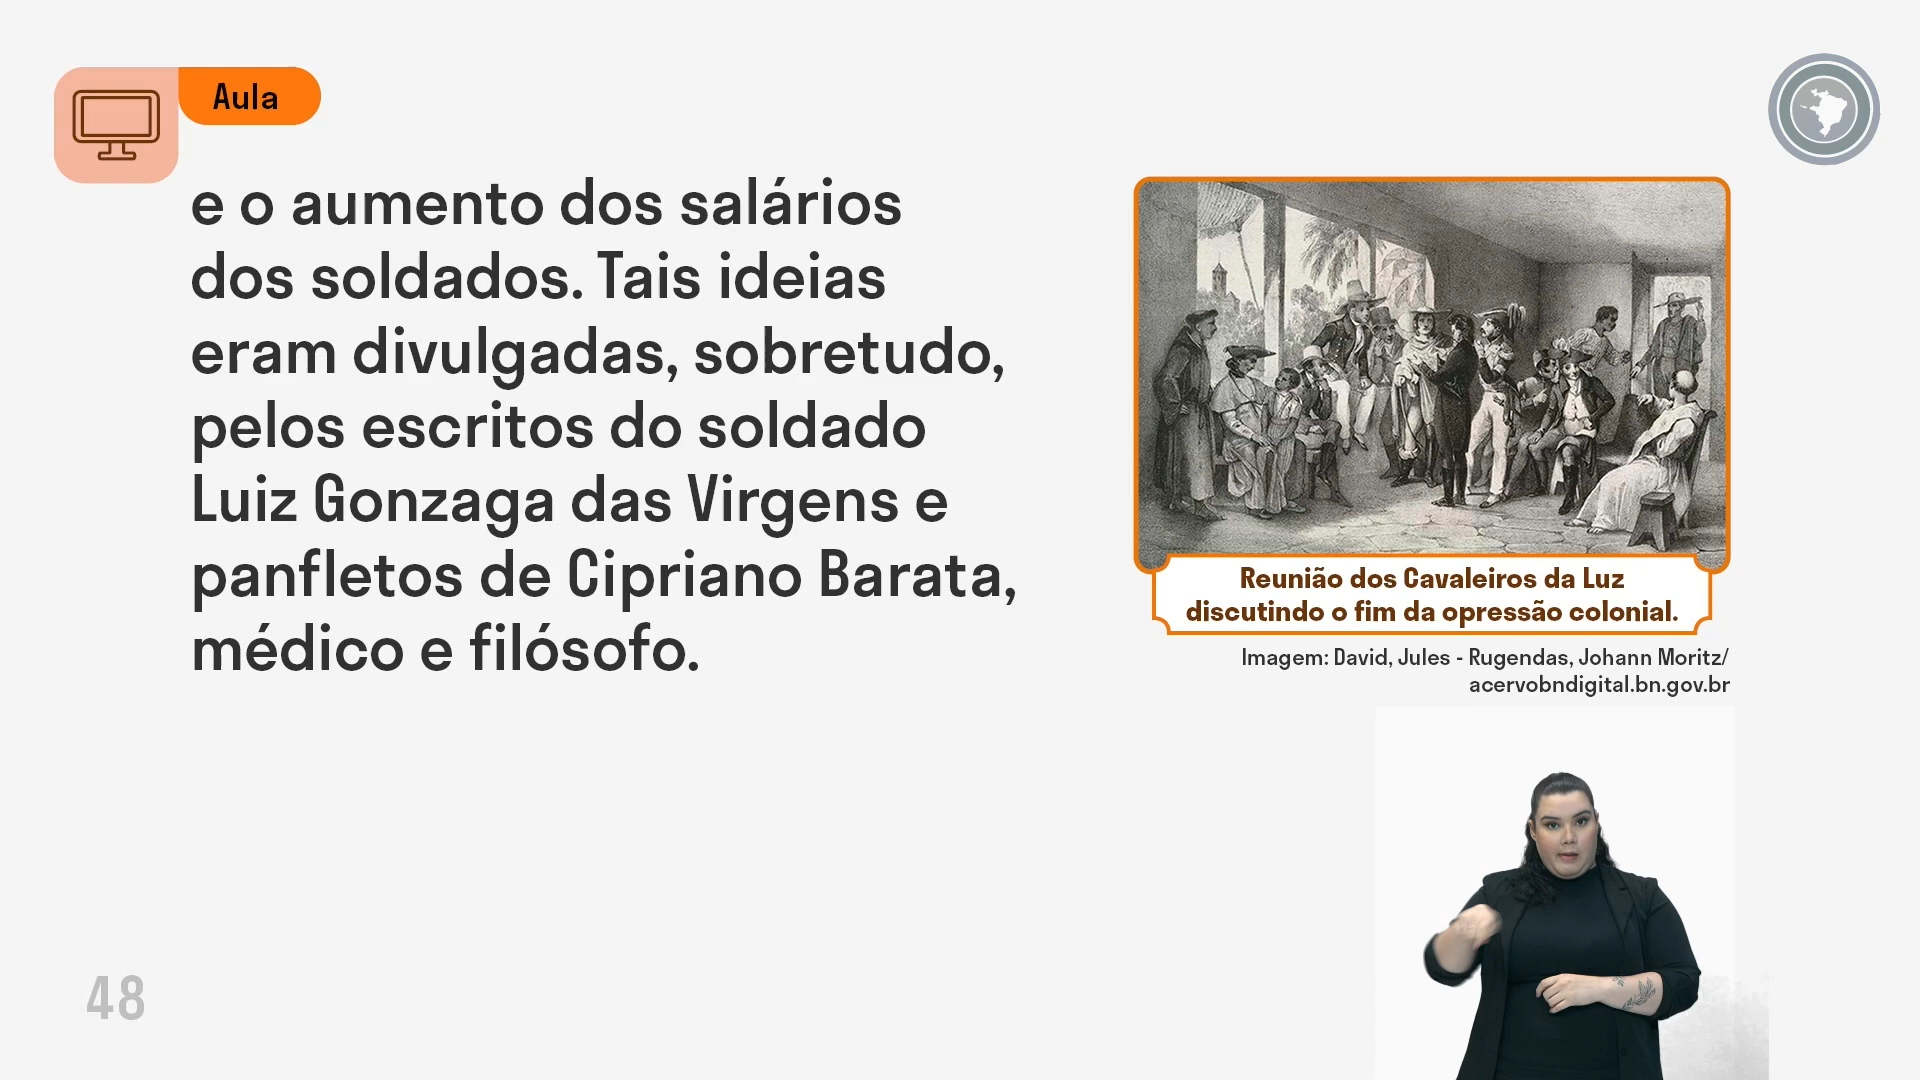 Aula
e o aumento dos salários
dos soldados. Tais ideias
eram divulgadas, sobretudo,
pelos escritos do soldado
Luiz Gonzaga das Virgens e
panfletos de Cipriano Barata,
médico e filósofo.
Reunião dos Cavaleiros da Luz
discutindo o fim da opressão colonial.
Imagem: David, Jules - Rugendas, Johann Moritz/
acervobndigital.bn.gov.br
48